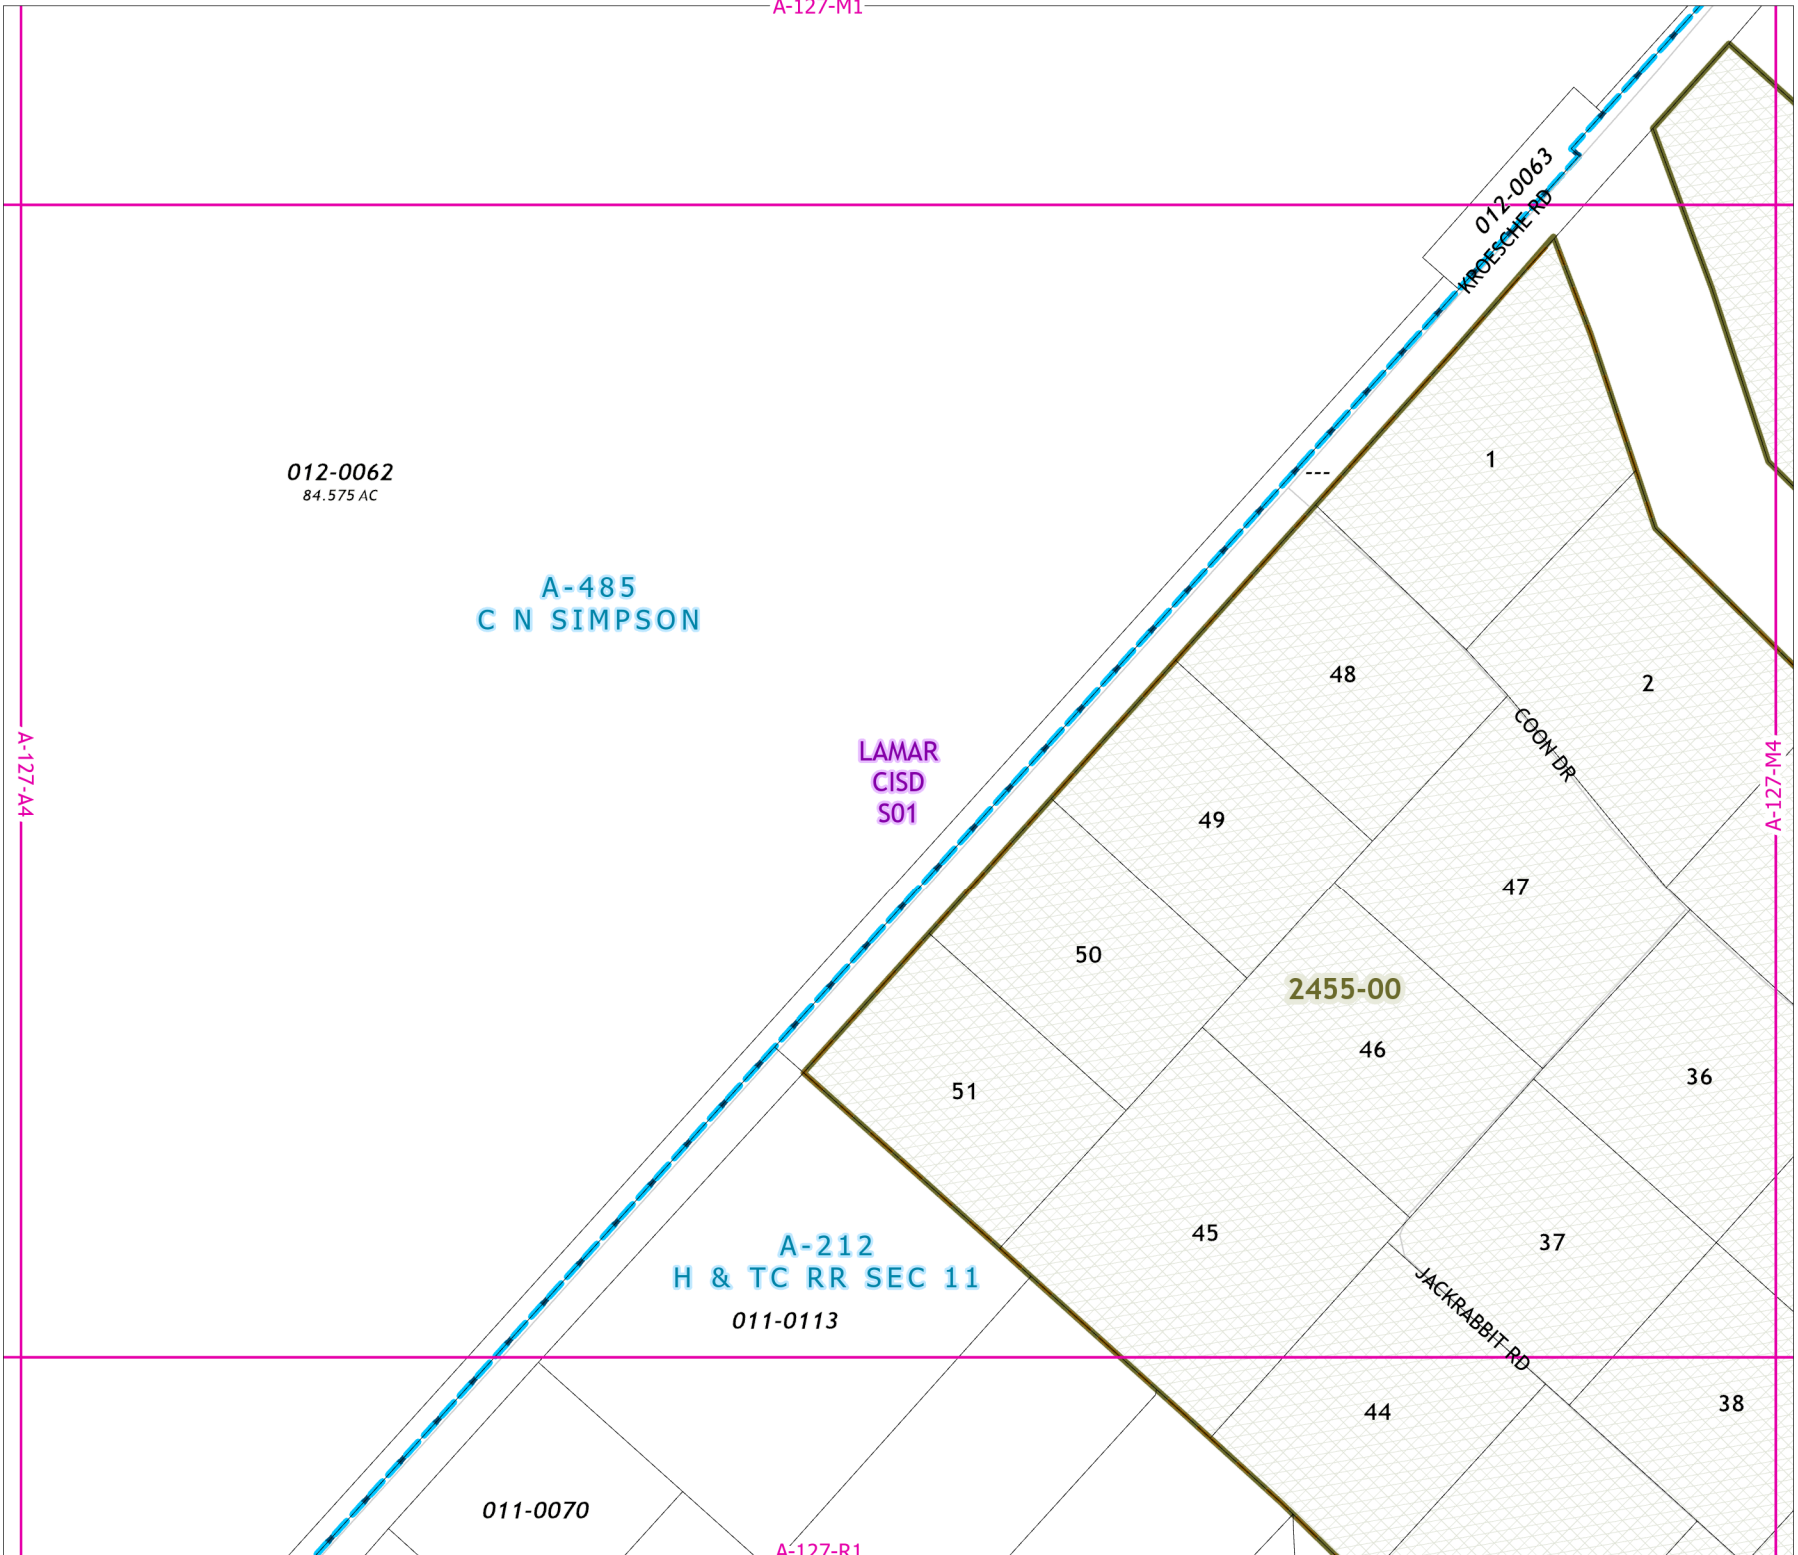 A-127-M1
012-0063
KROESCHE RD
1
012-0062
84.575 AC
----
A-485
C N SIMPSON
48
2
COON DR
LAMAR
CISD
S01
A-127-A4
A-127-M4
49
47
50
2455-00
46
36
51
45
37
A-212
H & TC RR SEC 11
011-0113
JACKRABBIT RD
44
38
011-0070
A-127-R1